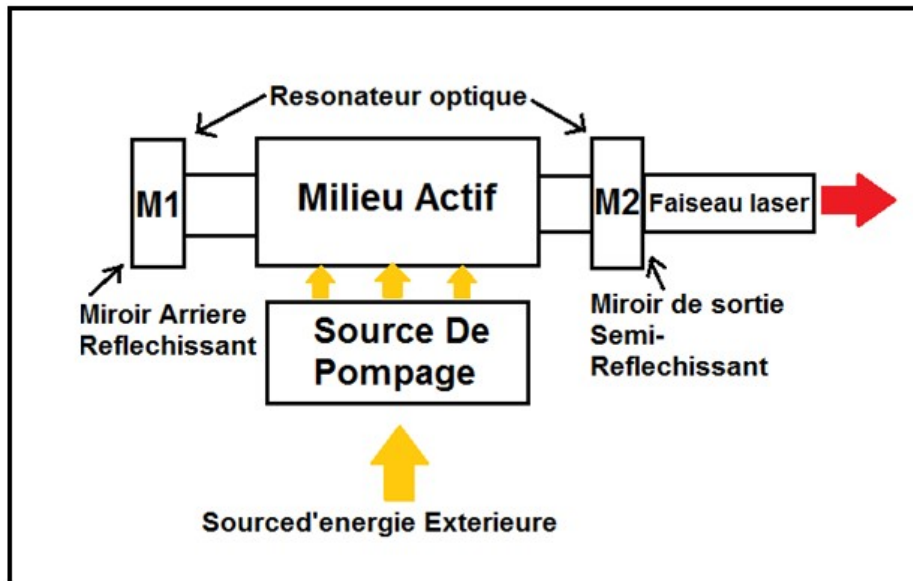 Resonateur optique
M1
Milieu Actif
M2
Faiseau laser
Miroir Arriere
Reflechissant
Source De
Pompage
Miroir de sortie
Semi-
Reflechissant
Sourced'energie Exterieure